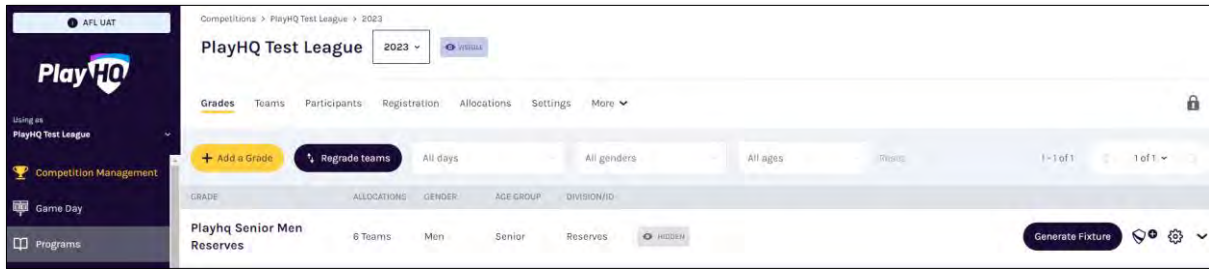 AFL UAT
PlayHQ
Using as
PlayHQ Test League
Competition Management
Game Day
Programs
Competitions > PlayHQ Test League > 2023
PlayHQ Test League 2023 VISIBLE
Grades Teams Participants Registration Allocations Settings More
+ Add a Grade Regrade teams All days All genders All ages Reset 1 - 1 of 1 1 of 1
GRADE ALLOCATIONS GENDER AGE GROUP DIVISION/ID
Playhq Senior Men
Reserves 6 Teams Men Senior Reserves HIDDEN Generate Fixture